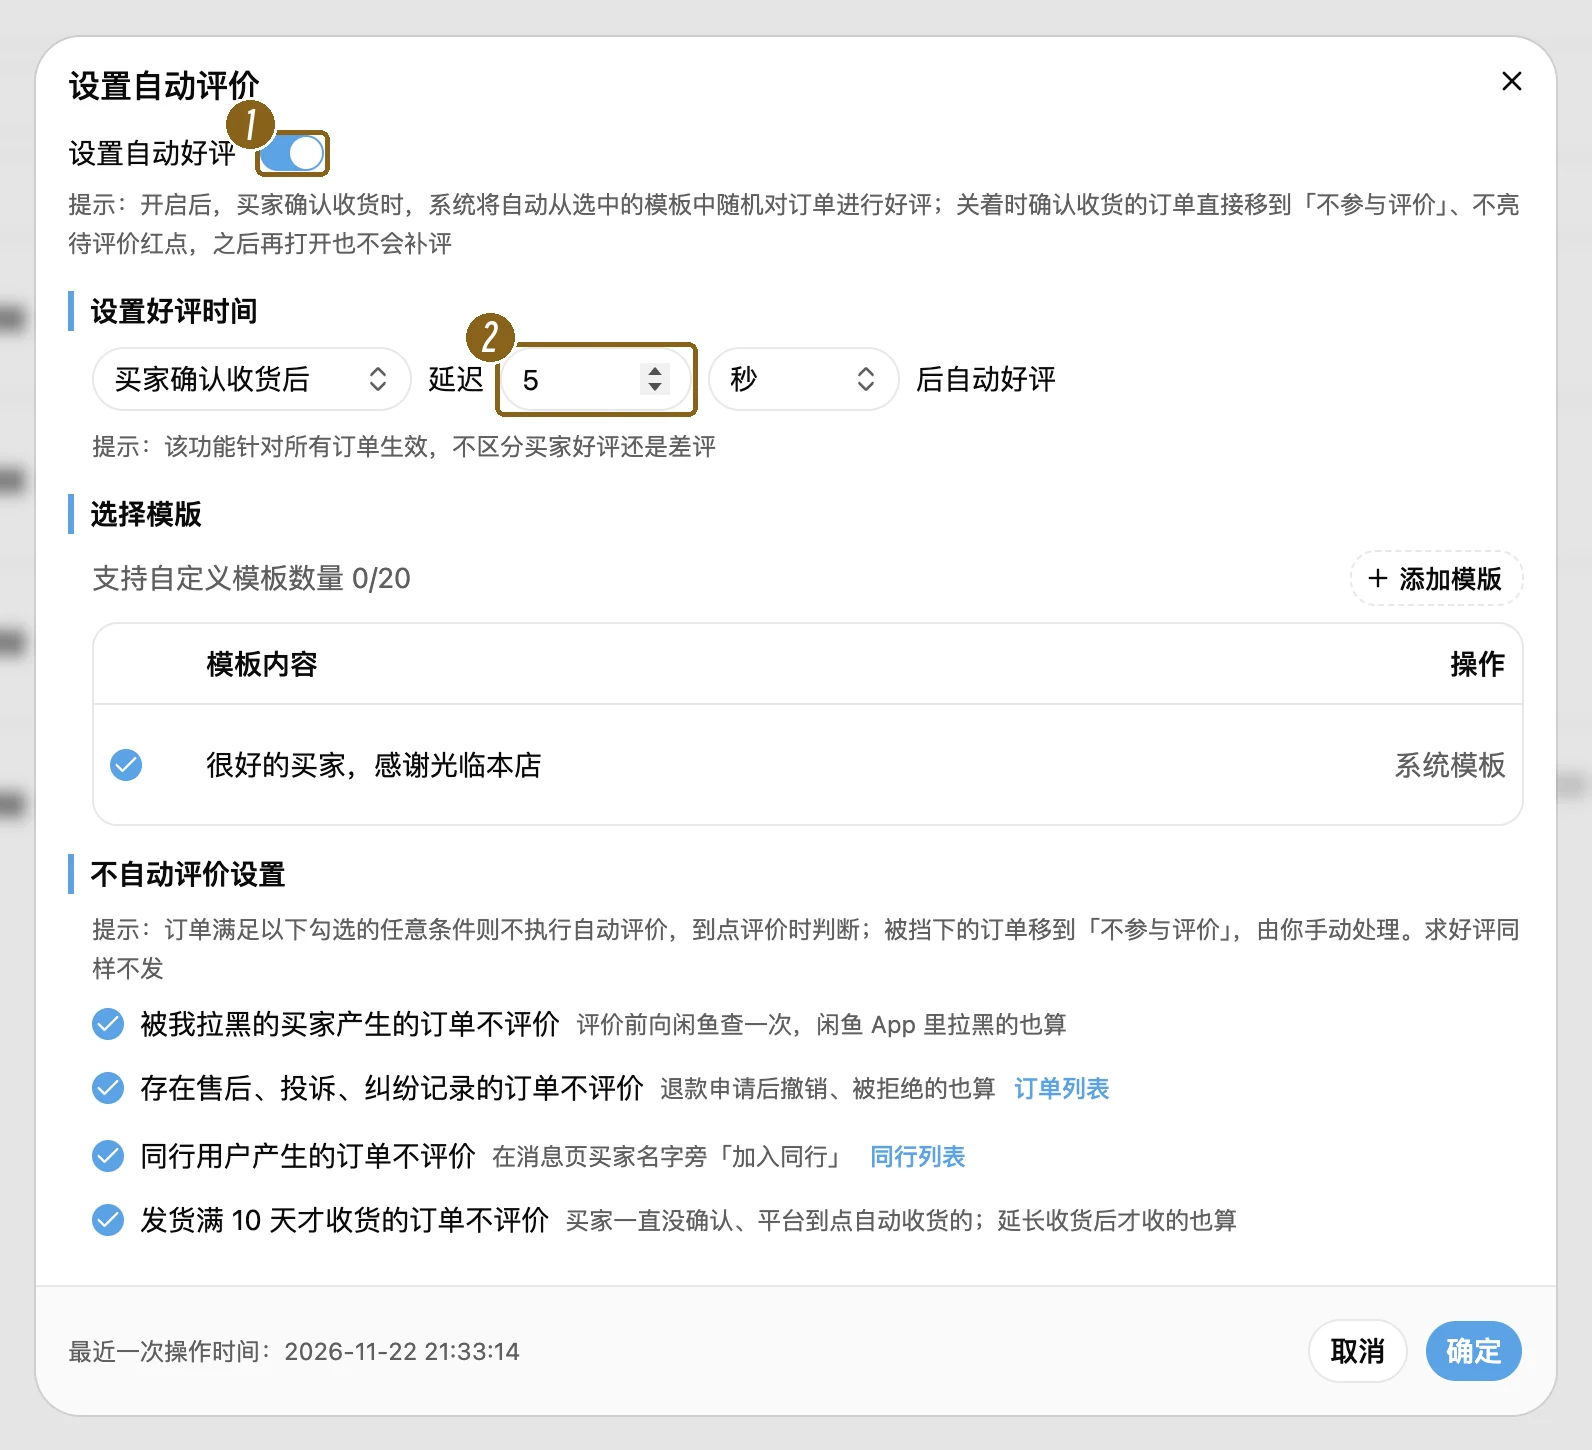 设置自动评价
1
设置自动好评
提示：开启后，买家确认收货时，系统将自动从选中的模板中随机对订单进行好评；关着时确认收货的订单直接移到「不参与评价」、不亮
待评价红点，之后再打开也不会补评
设置好评时间
2
买家确认收货后 延迟 5 秒 后自动好评
提示：该功能针对所有订单生效，不区分买家好评还是差评
选择模版
支持自定义模板数量 0/20 + 添加模版
模板内容 操作
很好的买家，感谢光临本店 系统模板
不自动评价设置
提示：订单满足以下勾选的任意条件则不执行自动评价，到点评价时判断；被挡下的订单移到「不参与评价」，由你手动处理。求好评同
样不发
被我拉黑的买家产生的订单不评价 评价前向闲鱼查一次，闲鱼 App 里拉黑的也算
存在售后、投诉、纠纷记录的订单不评价 退款申请后撤销、被拒绝的也算 订单列表
同行用户产生的订单不评价 在消息页买家名字旁「加入同行」 同行列表
发货满 10 天才收货的订单不评价 买家一直没确认、平台到点自动收货的；延长收货后才收的也算
最近一次操作时间：2026-11-22 21:33:14 取消 确定